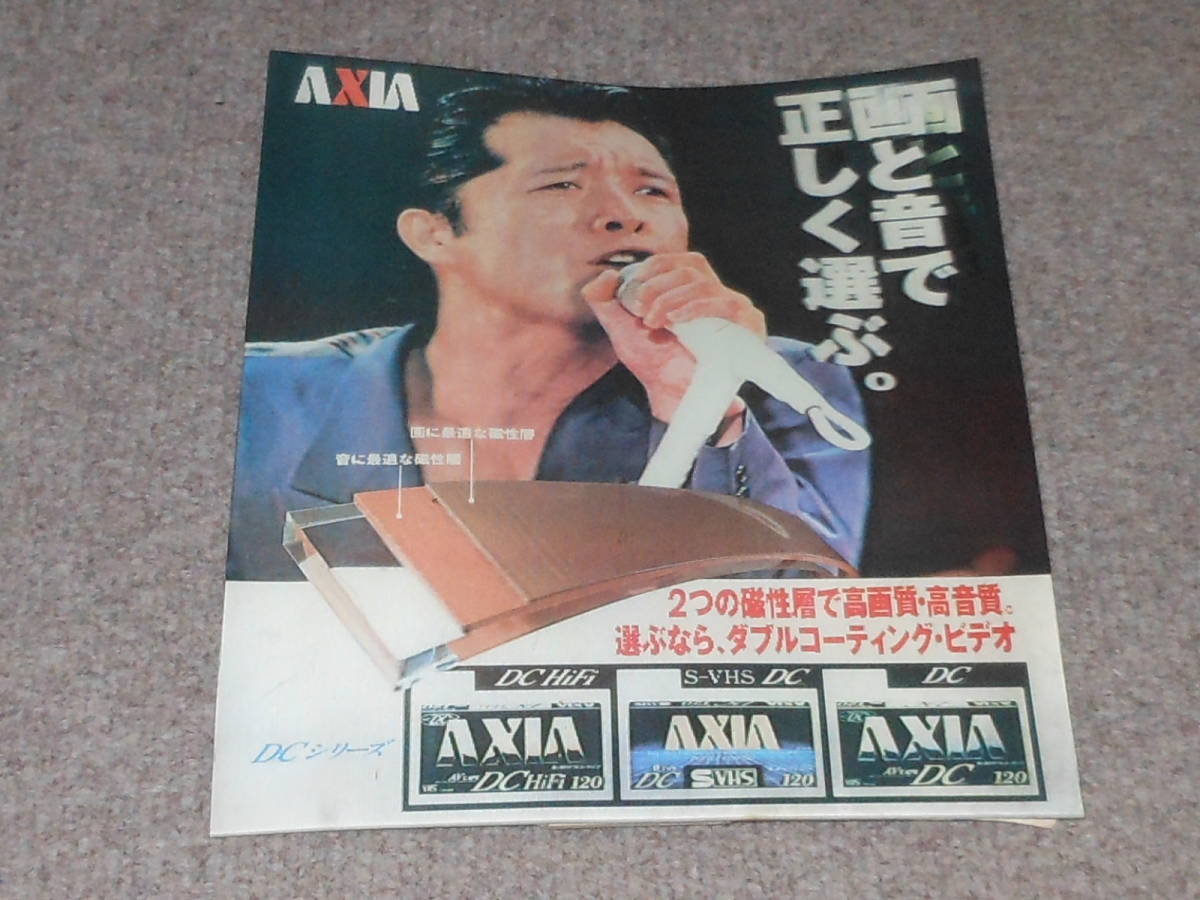 AXIA
画と音で
正しく選ぶ。
画に最適な磁性層
音に最適な磁性層
2つの磁性層で高画質・高音質。
選ぶなら、ダブルコーティング・ビデオ
DCシリーズ
DC HiFi
AXIA
DC HiFi 120
S-VHS DC
AXIA
DC S-VHS 120
DC
AXIA
DC 120